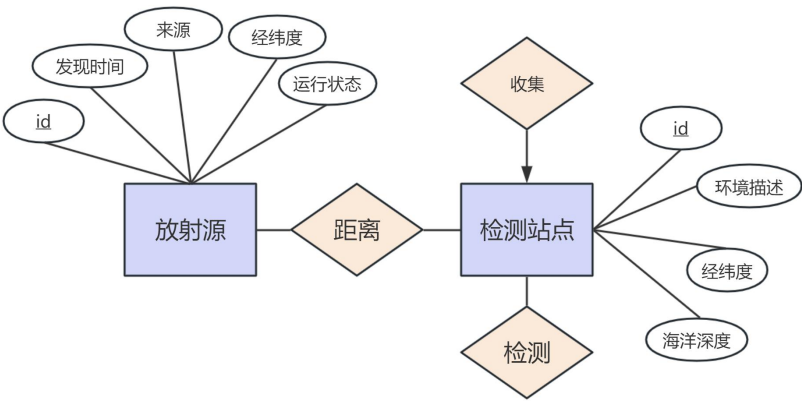 来源
经纬度
发现时间
运行状态
收集
id
id
环境描述
放射源
距离
检测站点
经纬度
海洋深度
检测